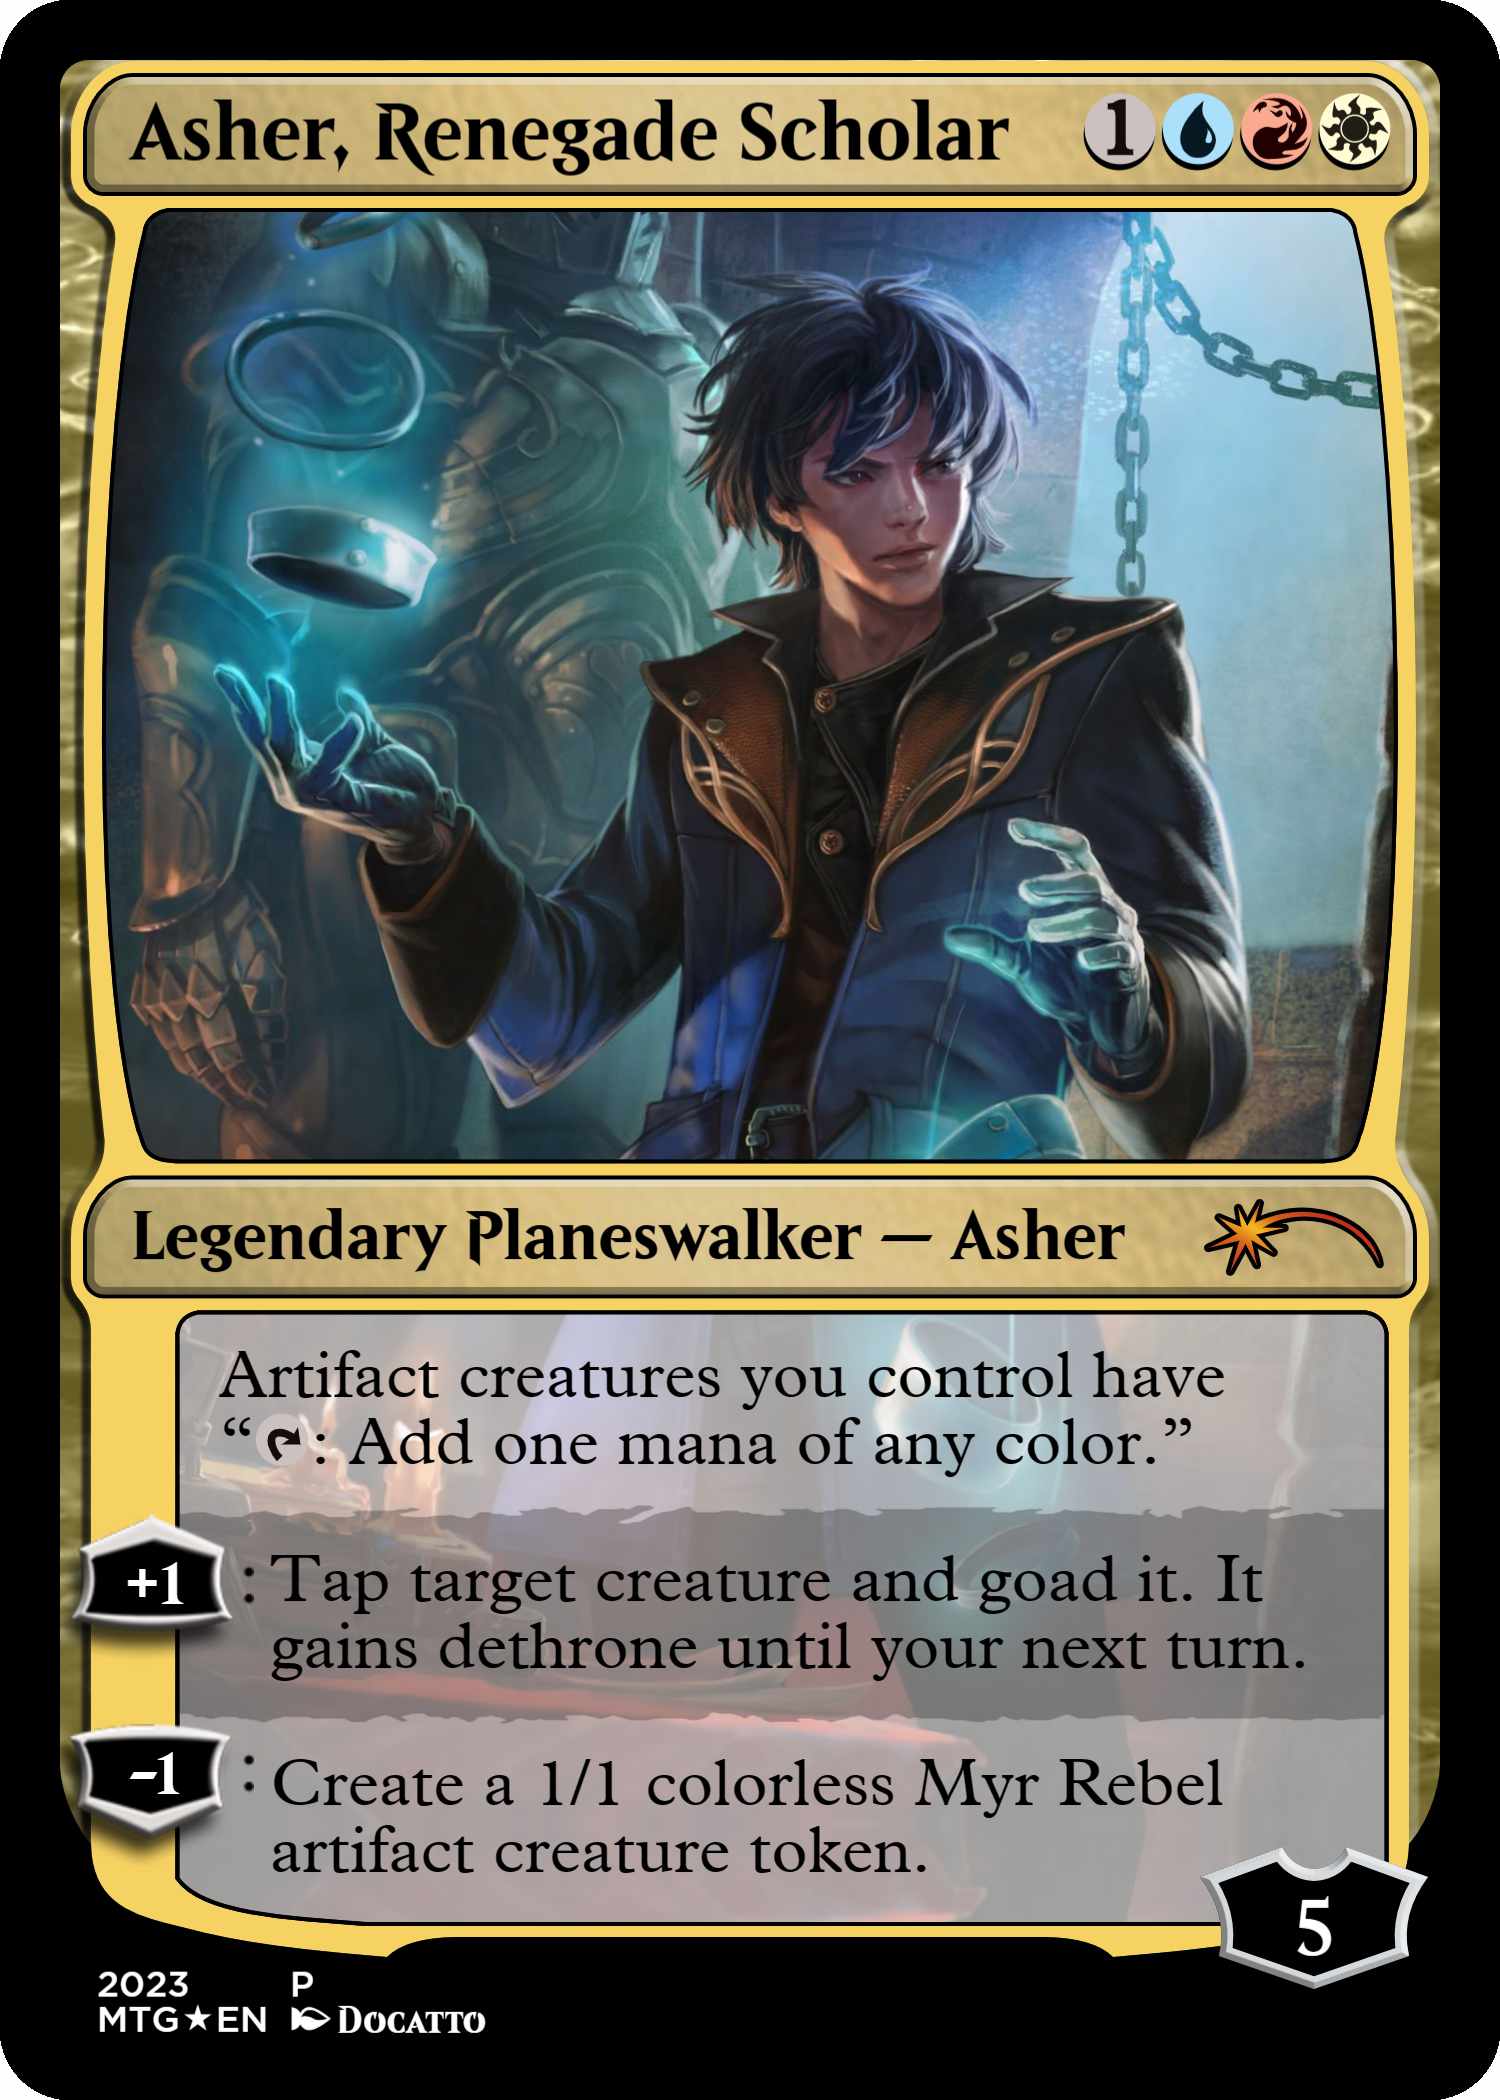 Asher, Renegade Scholar 1
Legendary Planeswalker — Asher
Artifact creatures you control have
“: Add one mana of any color.”
+1 : Tap target creature and goad it. It
gains dethrone until your next turn.
−1 : Create a 1/1 colorless Myr Rebel
artifact creature token.
5
2023 P
MTG★EN DOCATTO